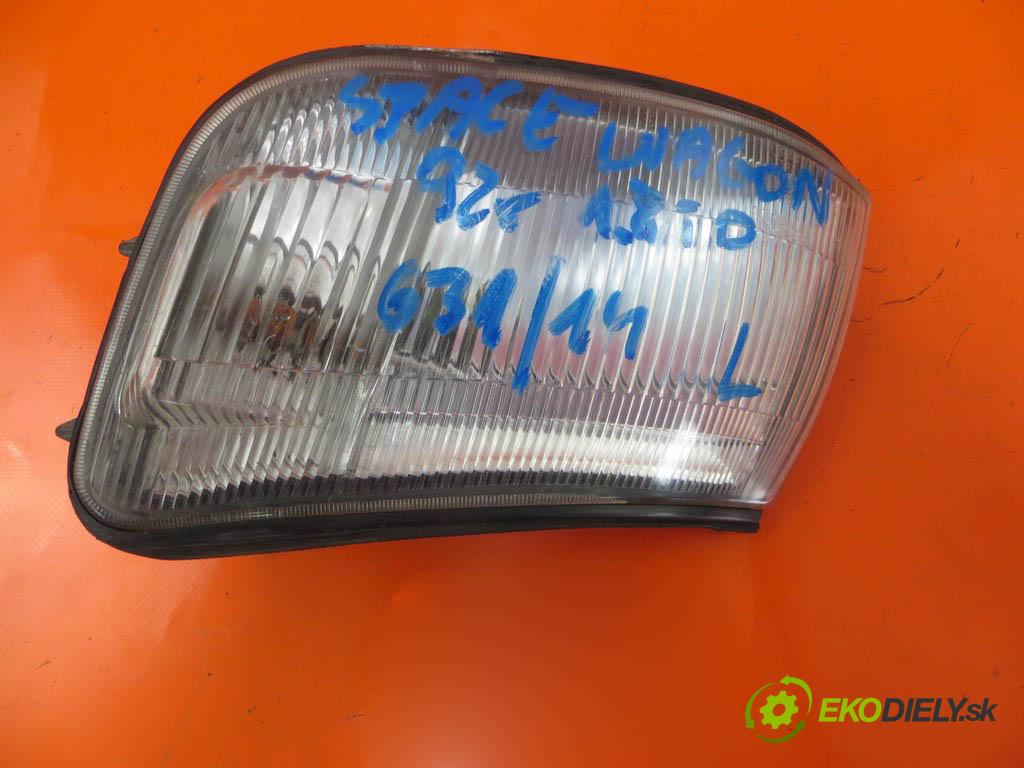 SPACE WAGON
92r 1.8TD
631/14 L
EKODIELY.sk